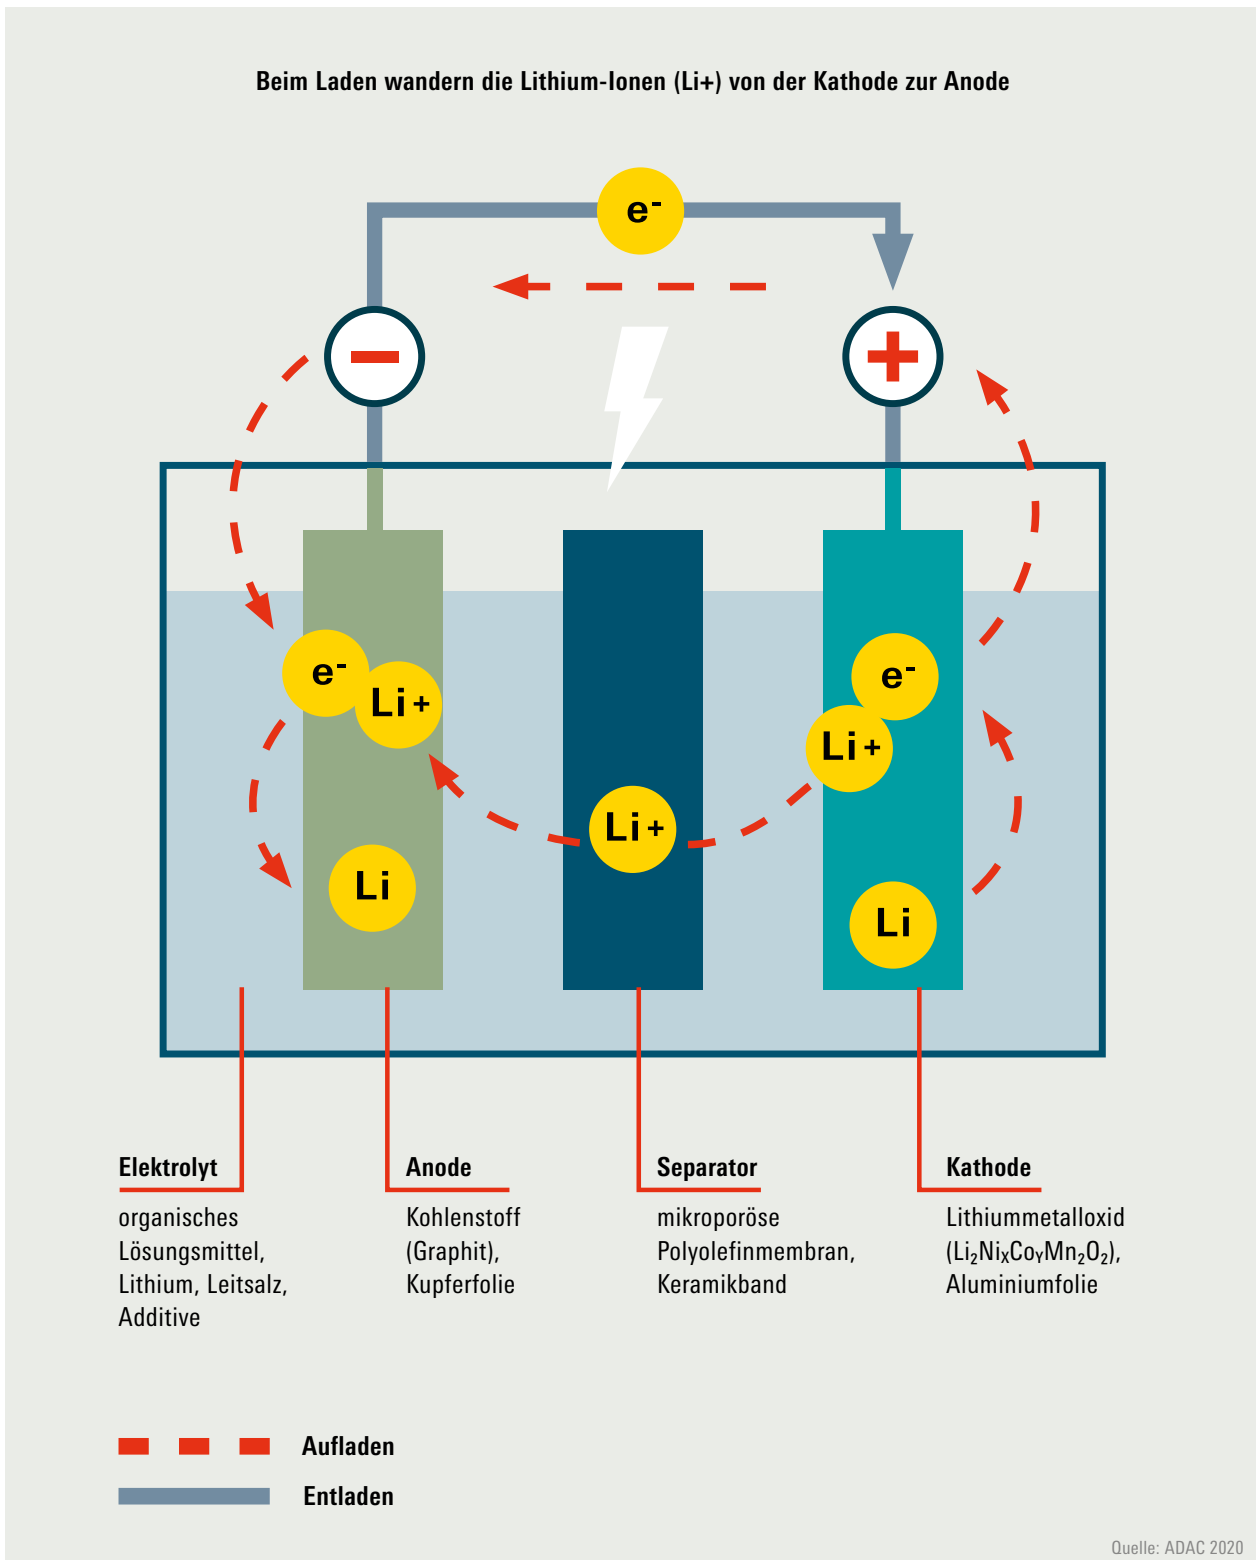 Beim Laden wandern die Lithium-Ionen (Li+) von der Kathode zur Anode
e-
−
+
e-
Li+
e-
Li+
Li+
Li
Li
Elektrolyt
organisches
Lösungsmittel,
Lithium, Leitsalz,
Additive
Anode
Kohlenstoff
(Graphit),
Kupferfolie
Separator
mikroporöse
Polyolefinmembran,
Keramikband
Kathode
Lithiummetalloxid
(Li₂NiₓCoᵧMn₂O₂),
Aluminiumfolie
Aufladen
Entladen
Quelle: ADAC 2020